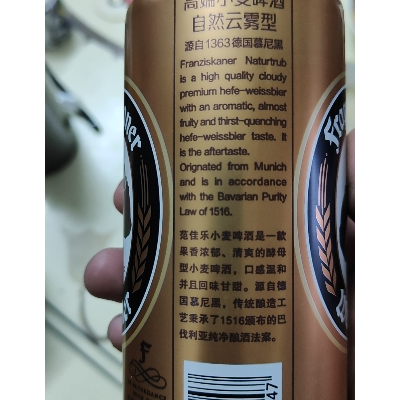 高端小麦啤酒
自然云雾型
源自1363德国慕尼黑
Franziskaner Naturtrub
is a high quality cloudy
premium hefe-weissbier
with an aromatic, almost
fruity and thirst-quenching
hefe-weissbier taste. It
is the aftertaste.
Orignated from Munich
and is in accordance
with the Bavarian Purity
Law of 1516.
范佳乐小麦啤酒是一款
果香浓郁、清爽的酵母
型小麦啤酒，口感温和
并且回味甘甜。源自德
国慕尼黑，传统酿造工
艺秉承了1516颁布的巴
伐利亚纯净酿酒法案。
47